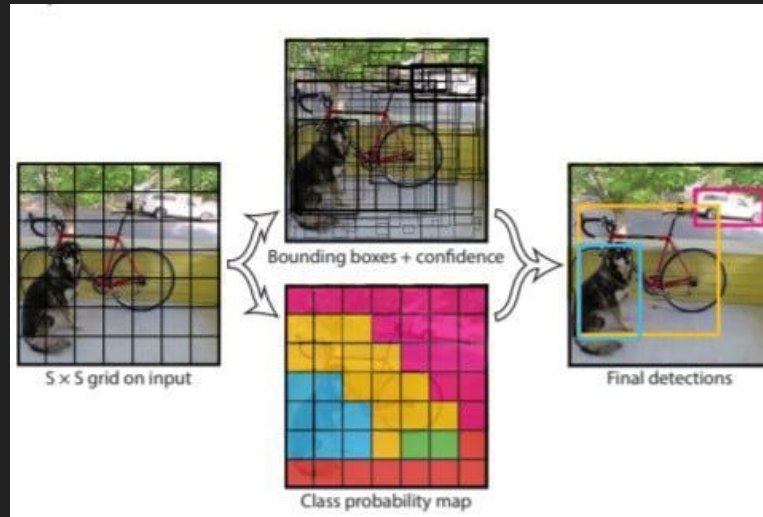 Bounding boxes + confidence
S × S grid on input
Final detections
Class probability map